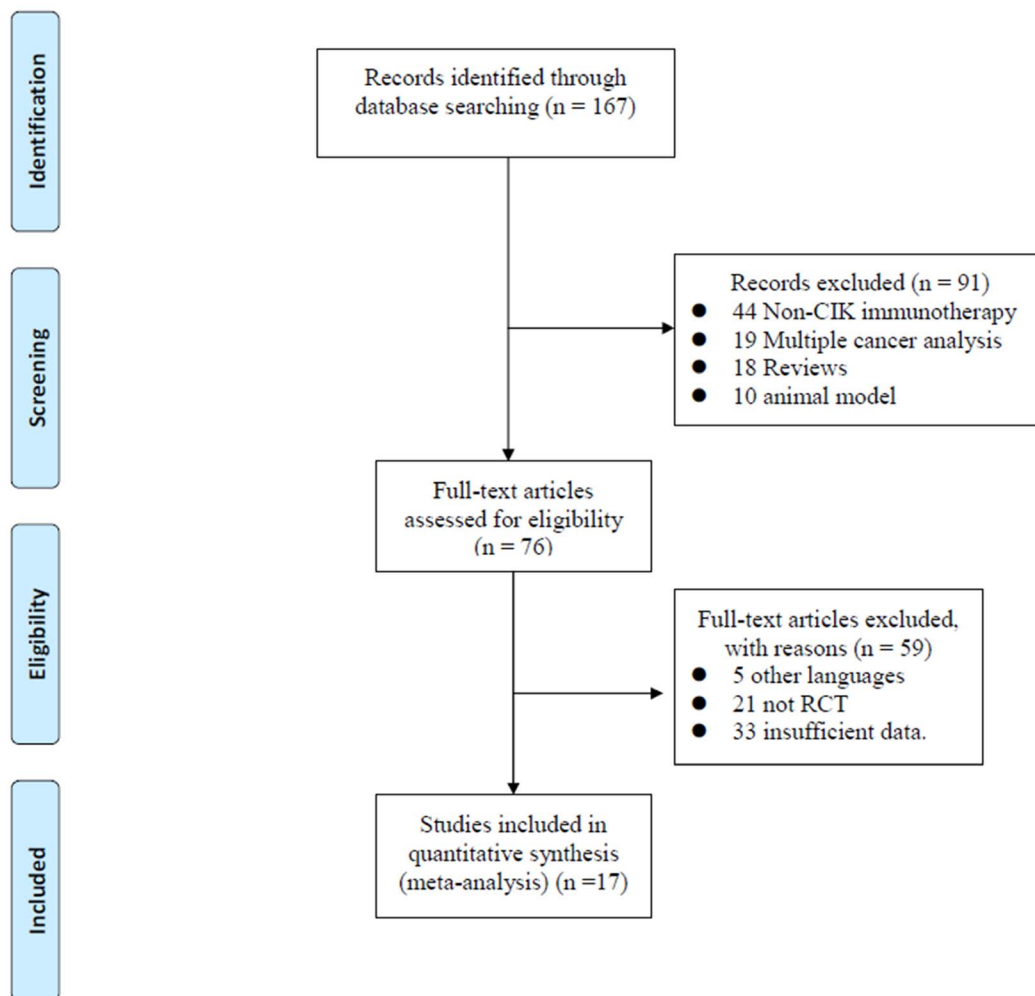 Identification
Records identified through
database searching (n = 167)
Screening
Records excluded (n = 91)
● 44 Non-CIK immunotherapy
● 19 Multiple cancer analysis
● 18 Reviews
● 10 animal model
Full-text articles
assessed for eligibility
(n = 76)
Eligibility
Full-text articles excluded,
with reasons (n = 59)
● 5 other languages
● 21 not RCT
● 33 insufficient data.
Included
Studies included in
quantitative synthesis
(meta-analysis) (n =17)